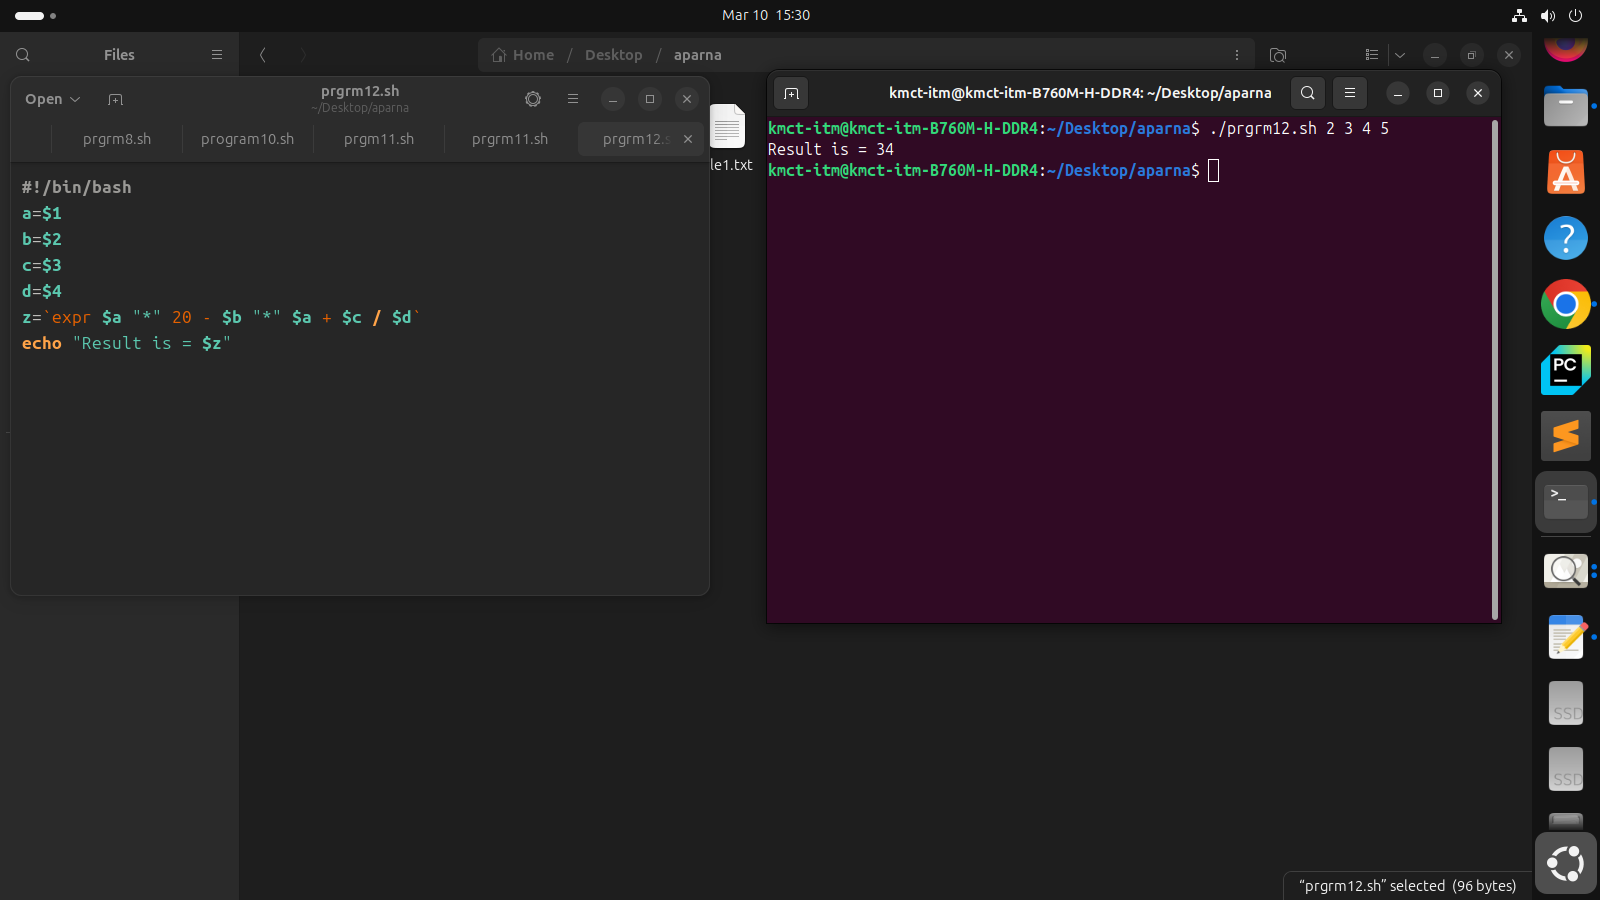 Mar 10 15:30
Files
Home / Desktop / aparna
Open
prgrm12.sh
~/Desktop/aparna
prgrm8.sh program10.sh prgm11.sh prgrm11.sh prgrm12.s
#!/bin/bash
a=$1
b=$2
c=$3
d=$4
z=`expr $a "*" 20 - $b "*" $a + $c / $d`
echo "Result is = $z"
le1.txt
kmct-itm@kmct-itm-B760M-H-DDR4: ~/Desktop/aparna
kmct-itm@kmct-itm-B760M-H-DDR4:~/Desktop/aparna$ ./prgrm12.sh 2 3 4 5
Result is = 34
kmct-itm@kmct-itm-B760M-H-DDR4:~/Desktop/aparna$
?
PC
>_
SSD
SSD
“prgrm12.sh” selected (96 bytes)